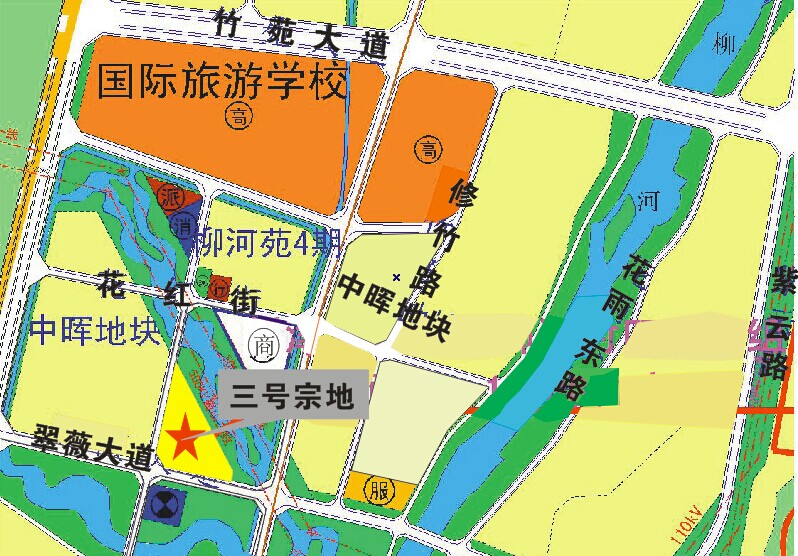 竹苑大道
柳
国际旅游学校
高
高
派
消
修竹路
河
柳河苑4期
花雨东路
紫云路
花红街
幼
中晖地块
中晖地块
商
三号宗地
翠薇大道
服
110kV